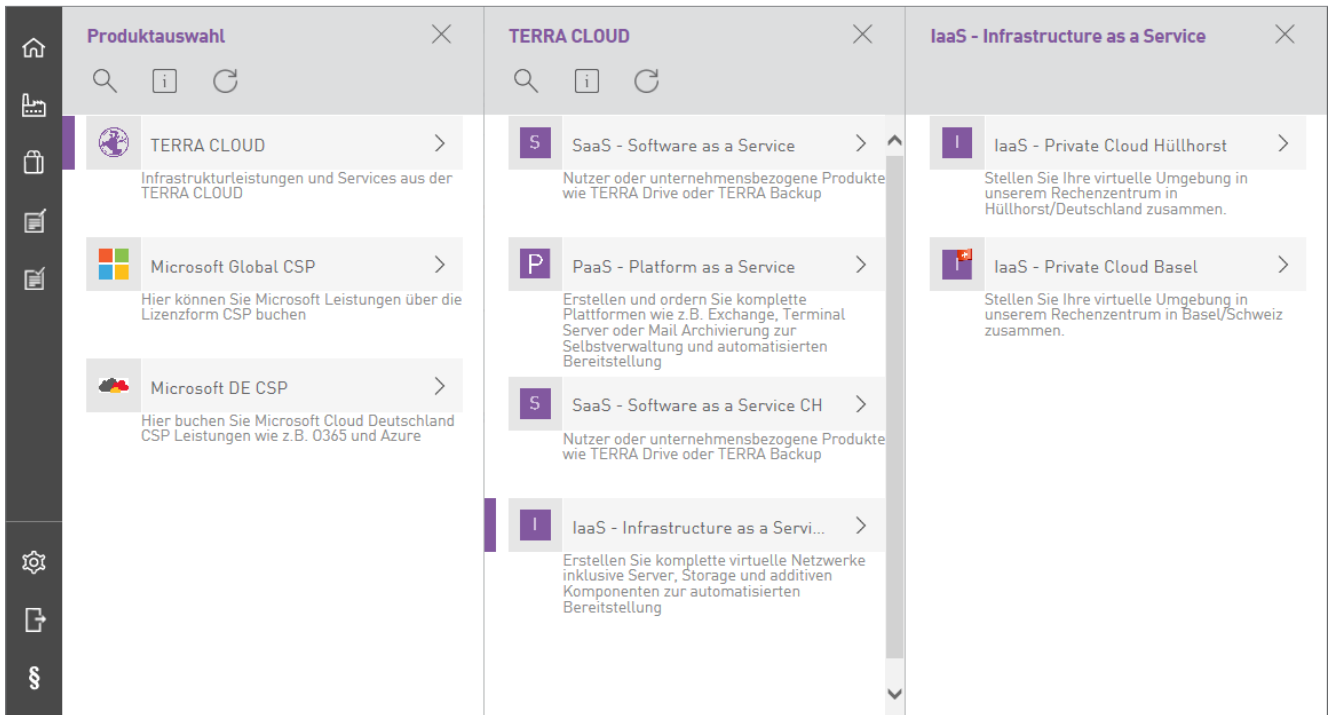 Produktauswahl
TERRA CLOUD
Infrastrukturleistungen und Services aus der
TERRA CLOUD
Microsoft Global CSP
Hier können Sie Microsoft Leistungen über die
Lizenzform CSP buchen
Microsoft DE CSP
Hier buchen Sie Microsoft Cloud Deutschland
CSP Leistungen wie z.B. O365 und Azure
§
TERRA CLOUD
S
SaaS - Software as a Service
Nutzer oder unternehmensbezogene Produkte
wie TERRA Drive oder TERRA Backup
P
PaaS - Platform as a Service
Erstellen und ordern Sie komplette
Plattformen wie z.B. Exchange, Terminal
Server oder Mail Archivierung zur
Selbstverwaltung und automatisierten
Bereitstellung
S
SaaS - Software as a Service CH
Nutzer oder unternehmensbezogene Produkte
wie TERRA Drive oder TERRA Backup
I
IaaS - Infrastructure as a Servi...
Erstellen Sie komplette virtuelle Netzwerke
inklusive Server, Storage und additiven
Komponenten zur automatisierten
Bereitstellung
IaaS - Infrastructure as a Service
I
IaaS - Private Cloud Hüllhorst
Stellen Sie Ihre virtuelle Umgebung in
unserem Rechenzentrum in
Hüllhorst/Deutschland zusammen.
I
IaaS - Private Cloud Basel
Stellen Sie Ihre virtuelle Umgebung in
unserem Rechenzentrum in Basel/Schweiz
zusammen.